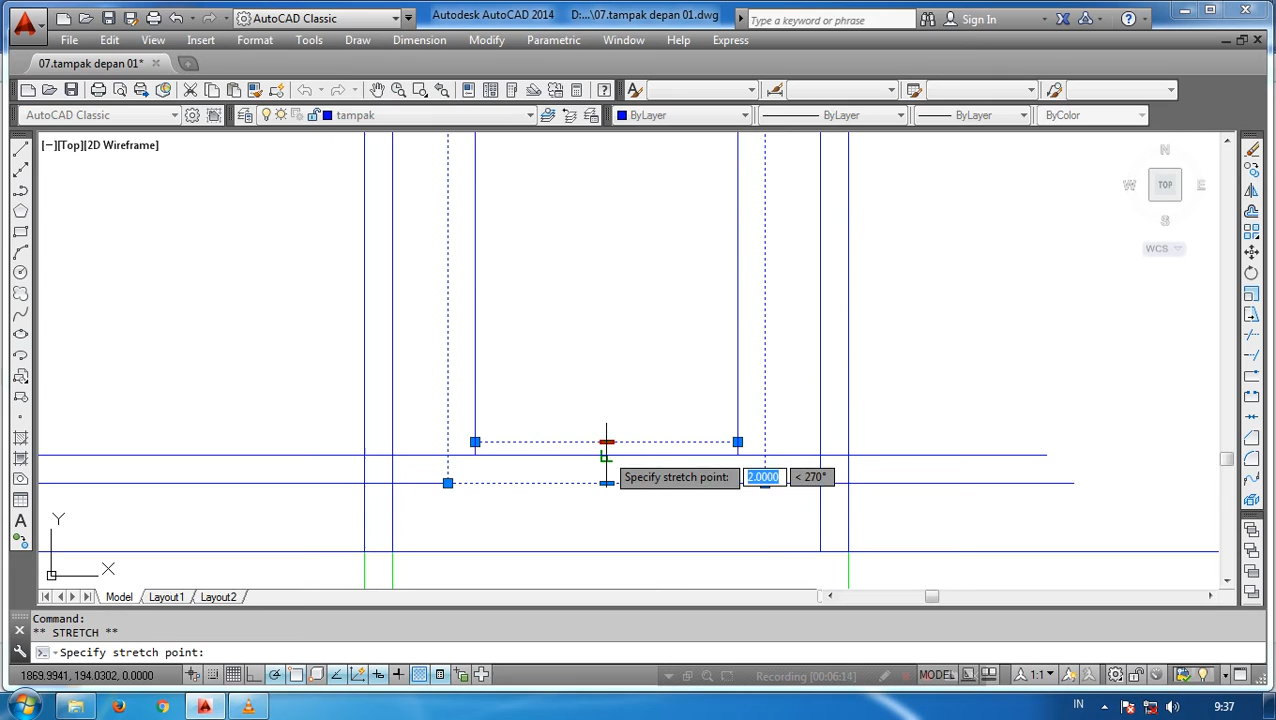 AutoCAD Classic
Autodesk AutoCAD 2014 D:...\07.tampak depan 01.dwg
Type a keyword or phrase
Sign In
File Edit View Insert Format Tools Draw Dimension Modify Parametric Window Help Express
07.tampak depan 01*
AutoCAD Classic
tampak
ByLayer
ByLayer
ByLayer
ByColor
[−][Top][2D Wireframe]
N
W TOP E
S
WCS
Specify stretch point: 2.0000 < 270°
Y
X
Model Layout1 Layout2
Command:
** STRETCH **
Specify stretch point:
1869.9941, 194.0302, 0.0000
Recording [00:06:14
MODEL
1:1
IN
9:37